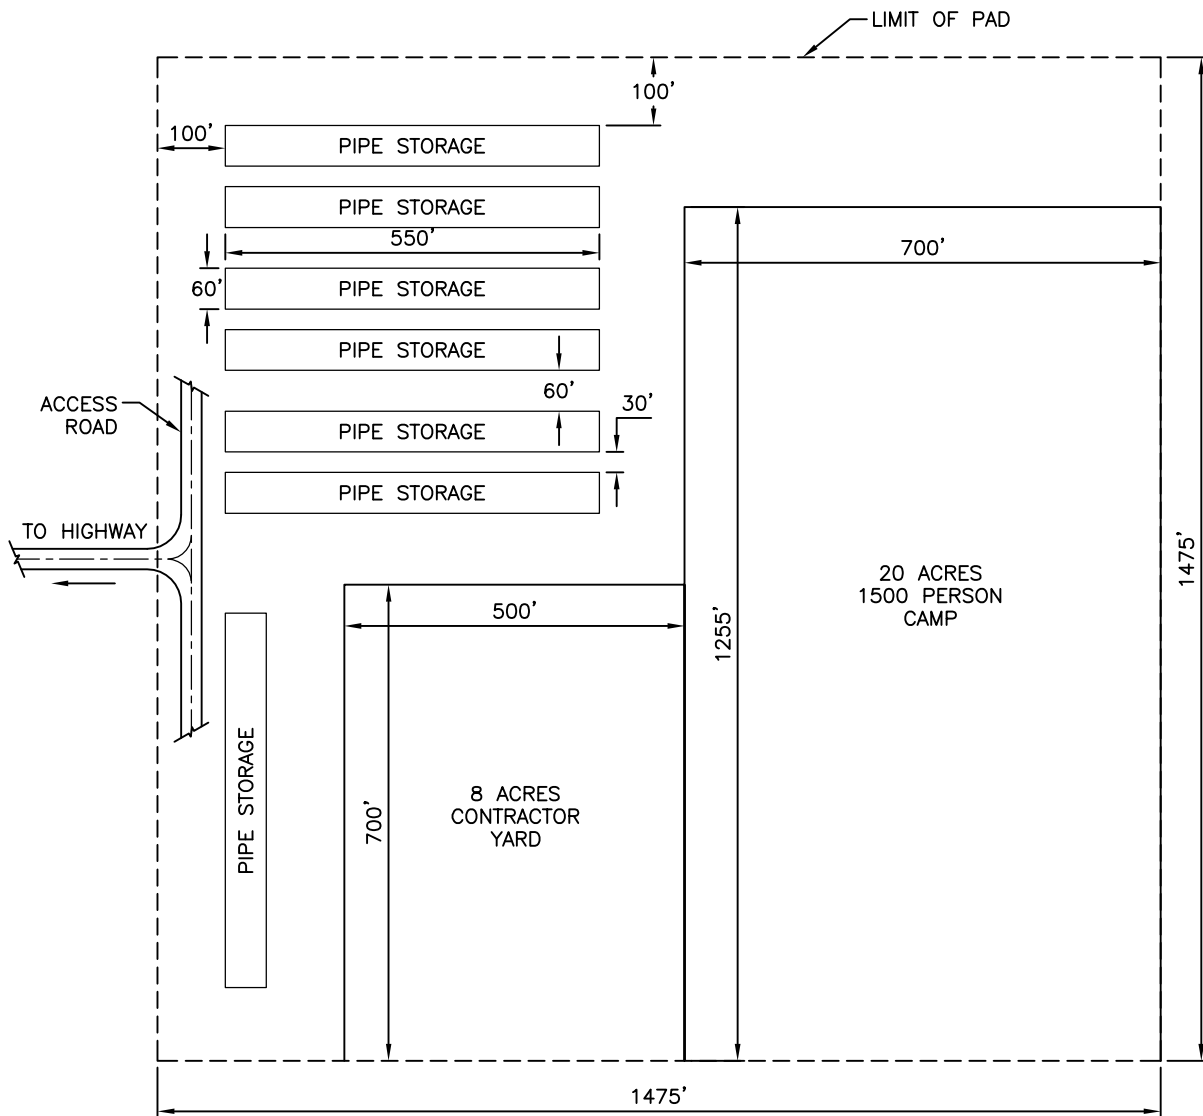 LIMIT OF PAD
100'
100'
PIPE STORAGE
PIPE STORAGE
550'
700'
60'
PIPE STORAGE
PIPE STORAGE
60'
30'
ACCESS
ROAD
PIPE STORAGE
PIPE STORAGE
TO HIGHWAY
1475'
20 ACRES
1500 PERSON
CAMP
500'
1255'
PIPE STORAGE
700'
8 ACRES
CONTRACTOR
YARD
1475'